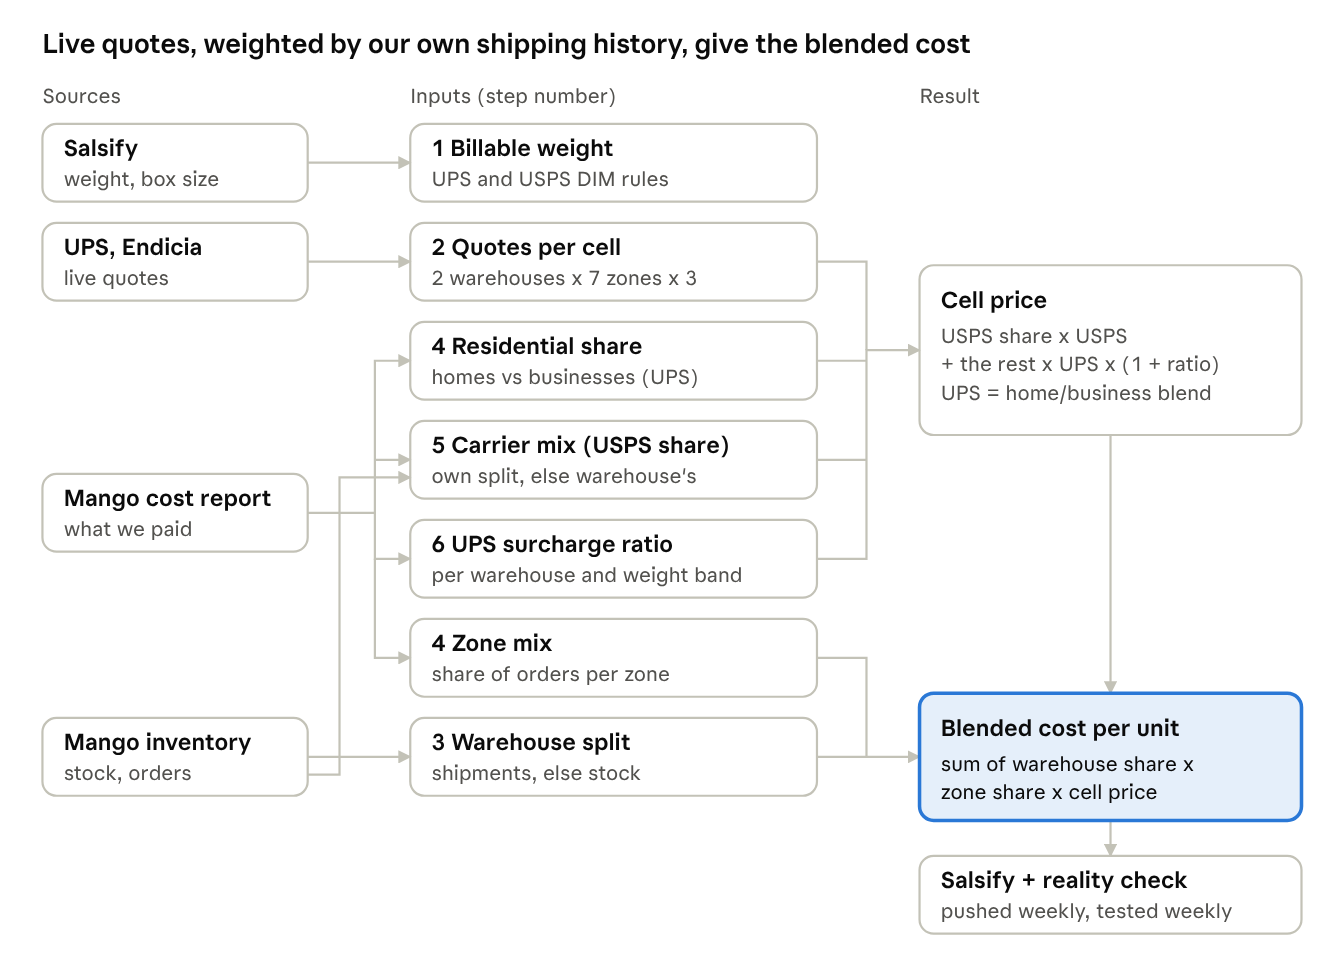 Live quotes, weighted by our own shipping history, give the blended cost
Sources
Inputs (step number)
Result
Salsify
weight, box size
1 Billable weight
UPS and USPS DIM rules
UPS, Endicia
live quotes
2 Quotes per cell
2 warehouses x 7 zones x 3
Cell price
USPS share x USPS
+ the rest x UPS x (1 + ratio)
UPS = home/business blend
4 Residential share
homes vs businesses (UPS)
5 Carrier mix (USPS share)
own split, else warehouse's
Mango cost report
what we paid
6 UPS surcharge ratio
per warehouse and weight band
4 Zone mix
share of orders per zone
Mango inventory
stock, orders
3 Warehouse split
shipments, else stock
Blended cost per unit
sum of warehouse share x
zone share x cell price
Salsify + reality check
pushed weekly, tested weekly